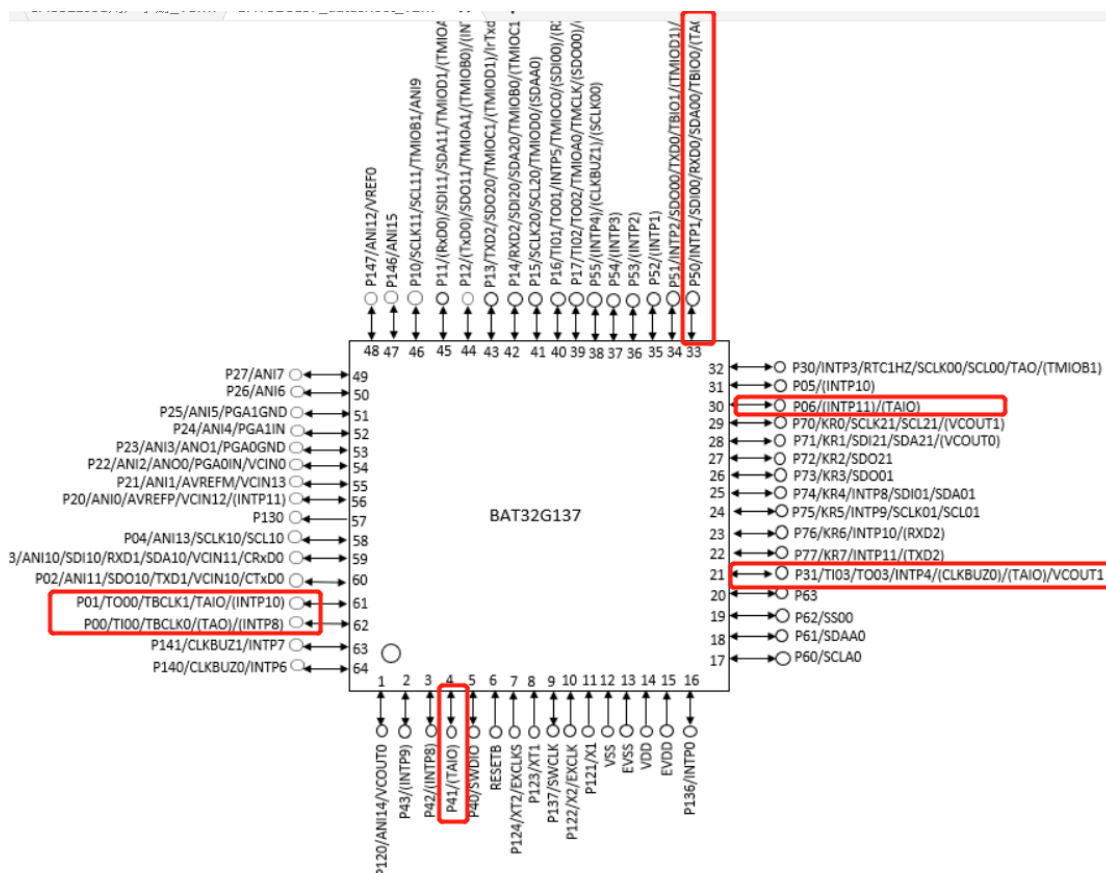 P147/ANI12/VREF0
P146/ANI15
P10/SCLK11/SCL11/TMIOB1/ANI9
P11/(RxD0)/SDI11/SDA11/TMIOD1/(TMIOA
P12/(TxD0)/SDO11/TMIOA1/(TMIOB0)/(IN
P13/TXD2/SDO20/TMIOC1/(TMIOD1)/IrTxd
P14/RXD2/SDI20/SDA20/TMIOB0/(TMIOC1
P15/SCLK20/SCL20/TMIOD0/(SDAA0)
P16/TI01/TO01/INTP5/TMIOC0/(SDI00)/(R
P17/TI02/TO02/TMIOA0/TMCLK/(SDO00)/
P55/(INTP4)/(CLKBUZ1)/(SCLK00)
P54/(INTP3)
P53/(INTP2)
P52/(INTP1)
P51/INTP2/SDO00/TXD0/TBIO1/(TMIOD1)/
P50/INTP1/SDI00/RXD0/SDA00/TBIO0/(TA
48 47 46 45 44 43 42 41 40 39 38 37 36 35 34 33
P27/ANI7 49
P26/ANI6 50
P25/ANI5/PGA1GND 51
P24/ANI4/PGA1IN 52
P23/ANI3/ANO1/PGA0GND 53
P22/ANI2/ANO0/PGA0IN/VCIN0 54
P21/ANI1/AVREFM/VCIN13 55
P20/ANI0/AVREFP/VCIN12/(INTP11) 56
P130 57
P04/ANI13/SCLK10/SCL10 58
3/ANI10/SDI10/RXD1/SDA10/VCIN11/CRxD0 59
P02/ANI11/SDO10/TXD1/VCIN10/CTxD0 60
P01/TO00/TBCLK1/TAIO/(INTP10) 61
P00/TI00/TBCLK0/(TAO)/(INTP8) 62
P141/CLKBUZ1/INTP7 63
P140/CLKBUZ0/INTP6 64
BAT32G137
32 P30/INTP3/RTC1HZ/SCLK00/SCL00/TAO/(TMIOB1)
31 P05/(INTP10)
30 P06/(INTP11)/(TAIO)
29 P70/KR0/SCLK21/SCL21/(VCOUT1)
28 P71/KR1/SDI21/SDA21/(VCOUT0)
27 P72/KR2/SDO21
26 P73/KR3/SDO01
25 P74/KR4/INTP8/SDI01/SDA01
24 P75/KR5/INTP9/SCLK01/SCL01
23 P76/KR6/INTP10/(RXD2)
22 P77/KR7/INTP11/(TXD2)
21 P31/TI03/TO03/INTP4/(CLKBUZ0)/(TAIO)/VCOUT1
20 P63
19 P62/SS00
18 P61/SDAA0
17 P60/SCLA0
1 2 3 4 5 6 7 8 9 10 11 12 13 14 15 16
P120/ANI14/VCOUT0
P43/(INTP9)
P42/(INTP8)
P41/(TAIO)
P40/SWDIO
RESETB
P124/XT2/EXCLKS
P123/XT1
P137/SWCLK
P122/X2/EXCLK
P121/X1
VSS
EVSS
VDD
EVDD
P136/INTP0